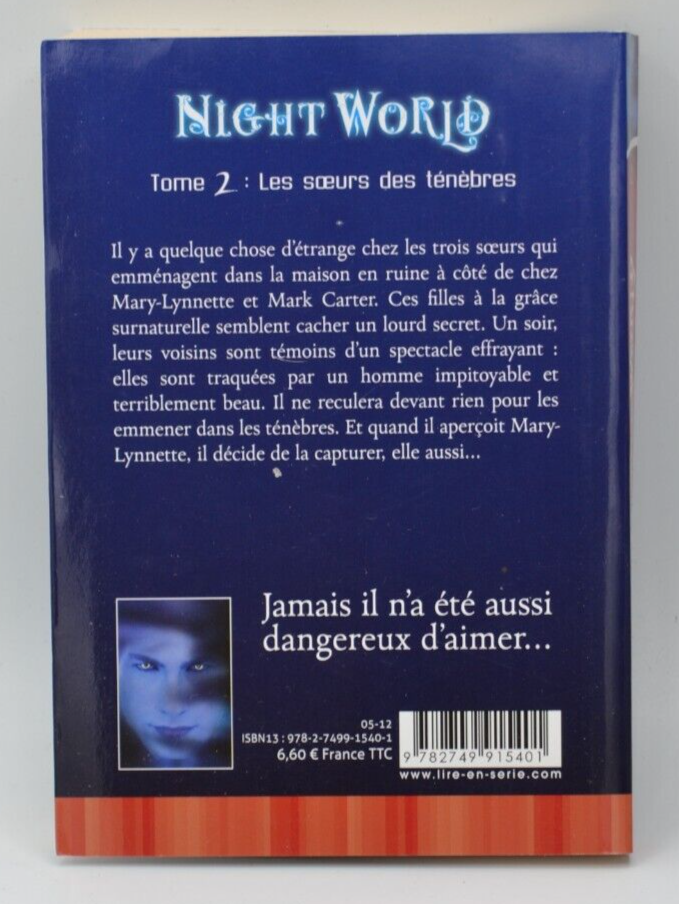 NIGHT WORLD
Tome 2 : Les sœurs des ténèbres
Il y a quelque chose d'étrange chez les trois sœurs qui
emménagent dans la maison en ruine à côté de chez
Mary-Lynnette et Mark Carter. Ces filles à la grâce
surnaturelle semblent cacher un lourd secret. Un soir,
leurs voisins sont témoins d'un spectacle effrayant :
elles sont traquées par un homme impitoyable et
terriblement beau. Il ne reculera devant rien pour les
emmener dans les ténèbres. Et quand il aperçoit Mary-
Lynnette, il décide de la capturer, elle aussi...
Jamais il n'a été aussi
dangereux d'aimer...
05-12
ISBN13 : 978-2-7499-1540-1
6,60 € France TTC
9 782749 915401
www.lire-en-serie.com